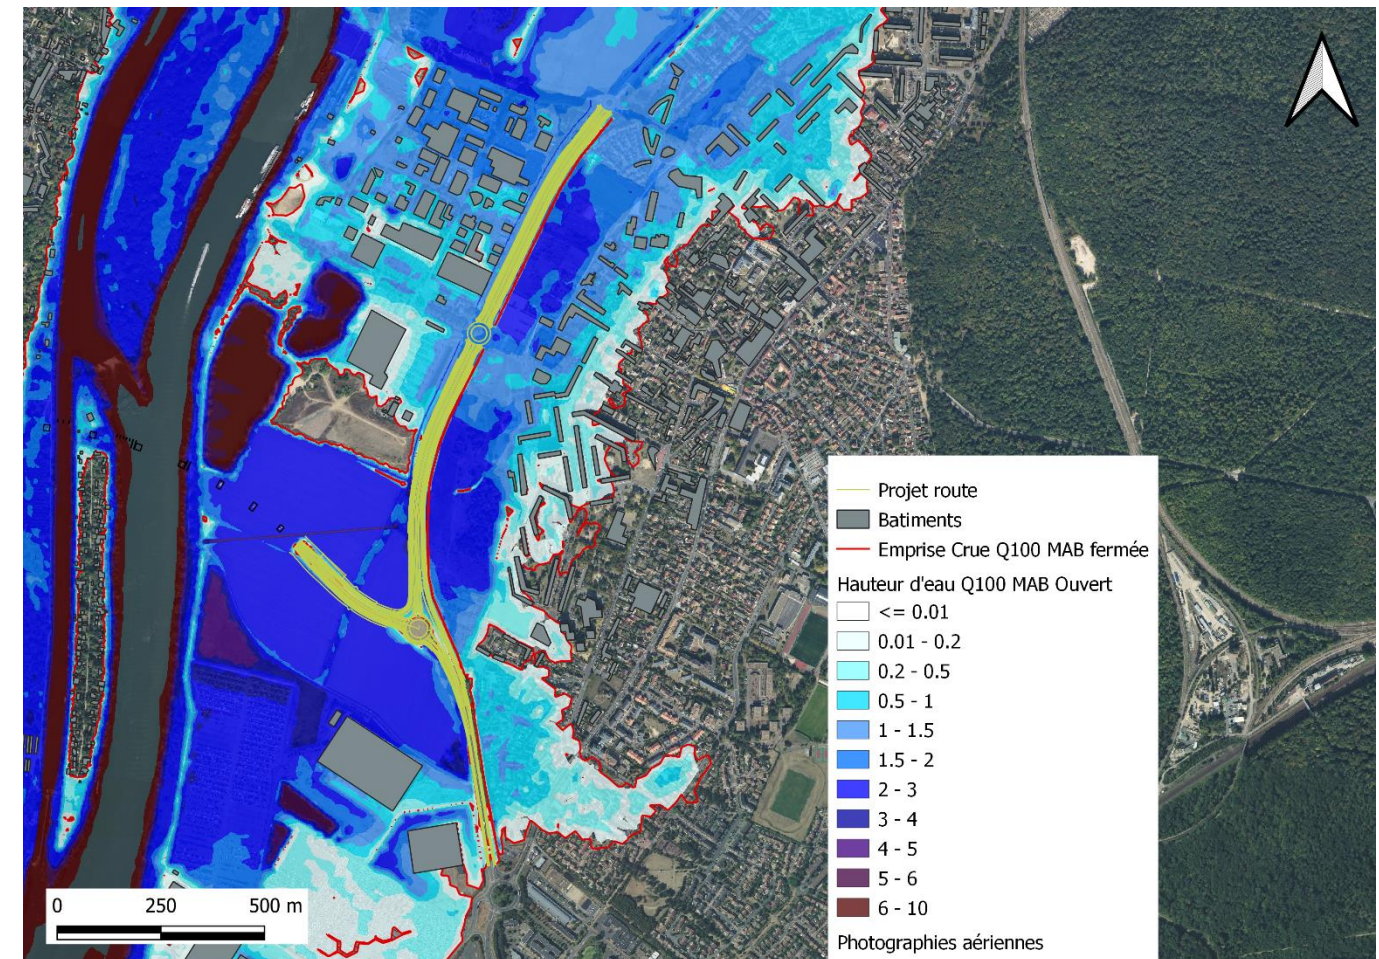 Projet route
Batiments
Emprise Crue Q100 MAB fermée
Hauteur d'eau Q100 MAB Ouvert
<= 0.01
0.01 - 0.2
0.2 - 0.5
0.5 - 1
1 - 1.5
1.5 - 2
2 - 3
3 - 4
4 - 5
5 - 6
6 - 10
Photographies aériennes
0 250 500 m